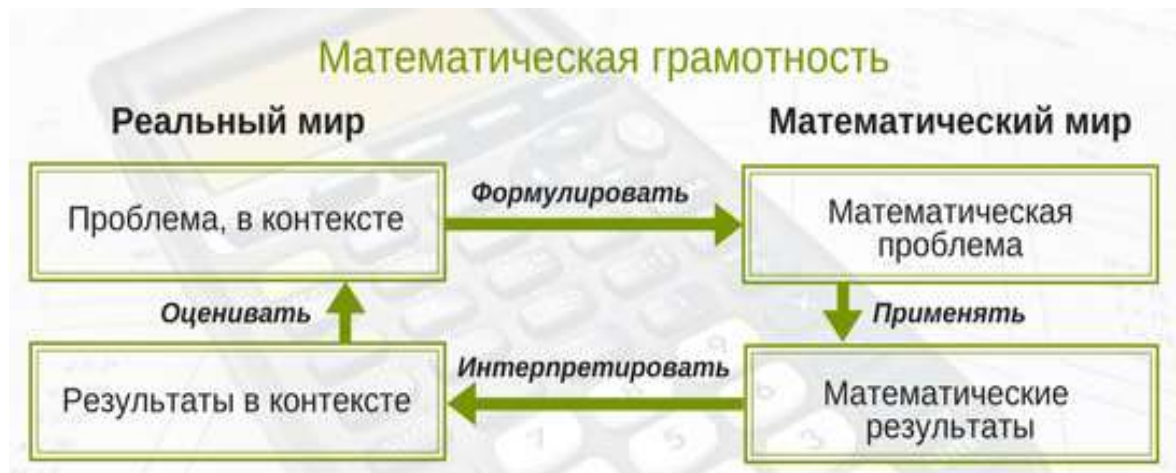 Математическая грамотность
Реальный мир
Математический мир
Проблема, в контексте
Формулировать
Математическая
проблема
Оценивать
Применять
Результаты в контексте
Интерпретировать
Математические
результаты